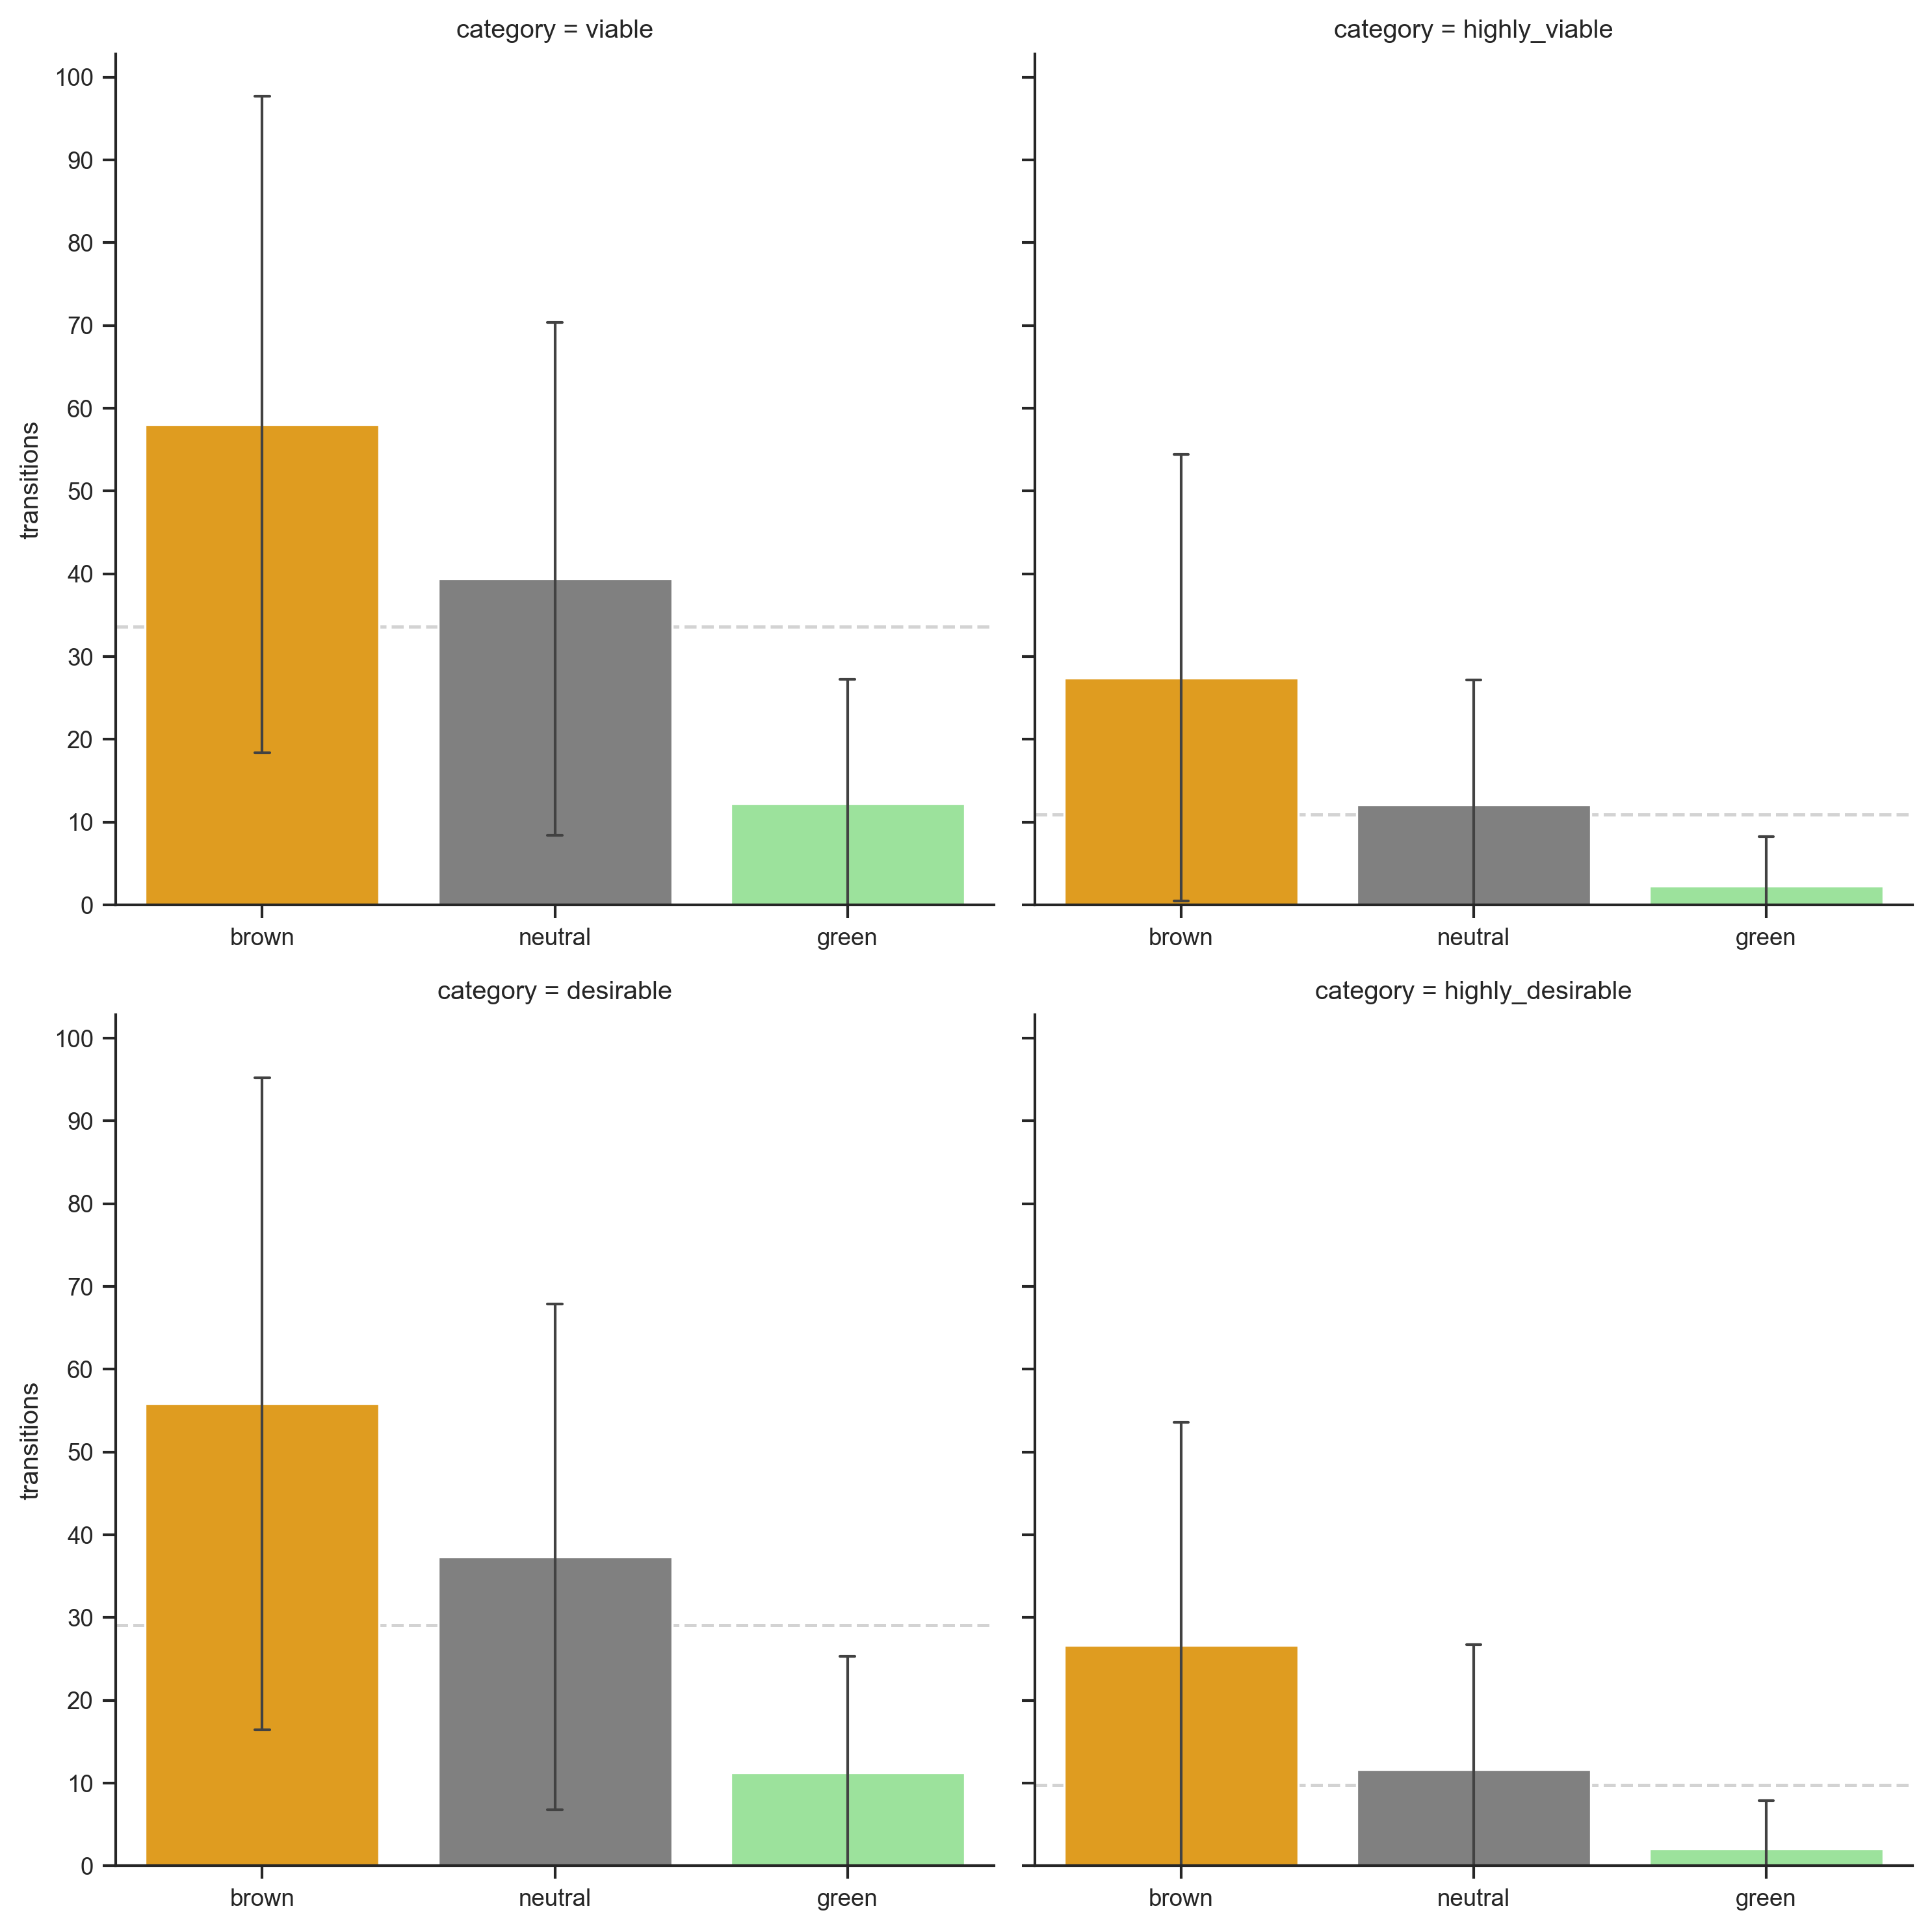 category = viable
category = highly_viable
100
90
80
70
60
50
40
30
20
10
0
transitions
brown neutral green
brown neutral green
category = desirable
category = highly_desirable
100
90
80
70
60
50
40
30
20
10
0
transitions
brown neutral green
brown neutral green